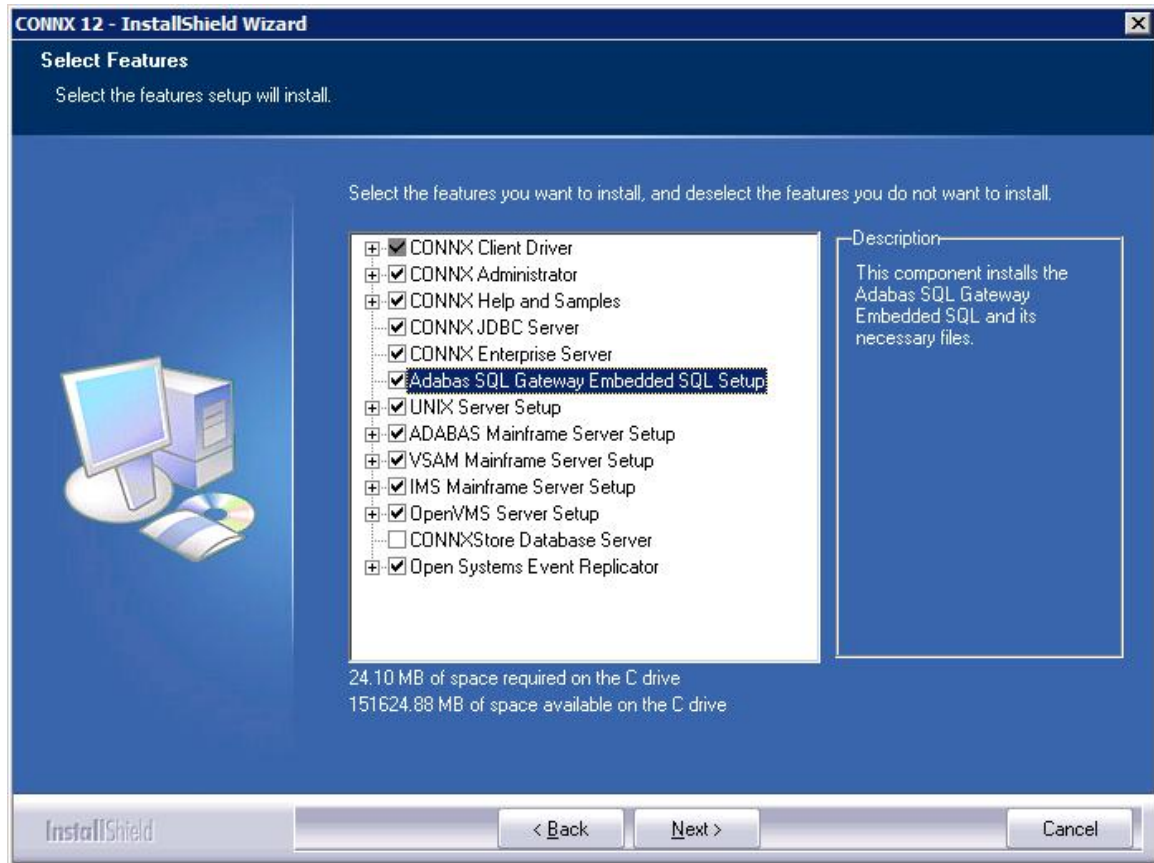 CONNX 12 - InstallShield Wizard
Select Features
Select the features setup will install.
Select the features you want to install, and deselect the features you do not want to install.
CONNX Client Driver
CONNX Administrator
CONNX Help and Samples
CONNX JDBC Server
CONNX Enterprise Server
Adabas SQL Gateway Embedded SQL Setup
UNIX Server Setup
ADABAS Mainframe Server Setup
VSAM Mainframe Server Setup
IMS Mainframe Server Setup
OpenVMS Server Setup
CONNXStore Database Server
Open Systems Event Replicator
Description
This component installs the
Adabas SQL Gateway
Embedded SQL and its
necessary files.
24.10 MB of space required on the C drive
151624.88 MB of space available on the C drive
InstallShield
< Back
Next >
Cancel